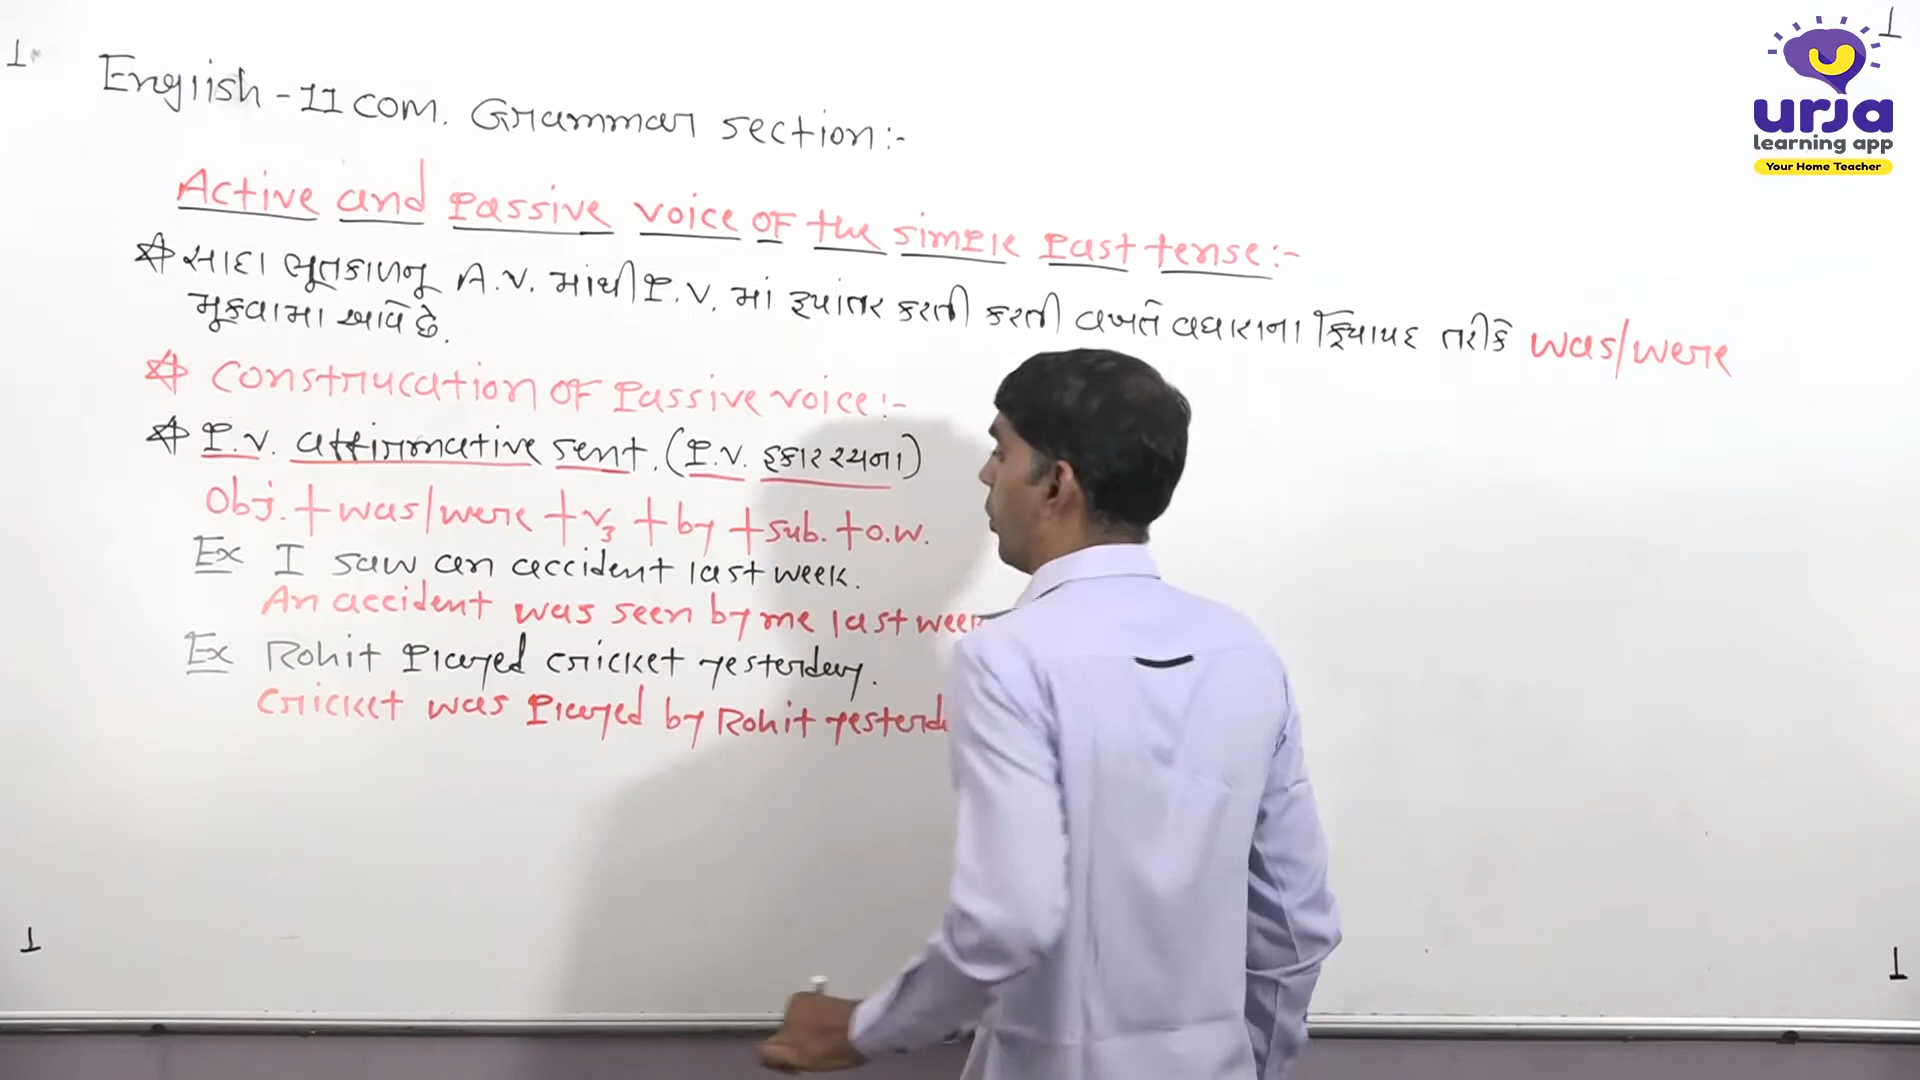 English - 11 com. Grammar section:-
Active and Passive voice of the simple Past tense:-
સાદા ભૂતકાળનૂ A.V. માંથી P.V. માં રૂપાંતર કરતી કરતી વખતે વધારાના ક્રિયાપદ તરીકે was/were
મૂકવામાં આવે છે.
Construcation of Passive voice:-
P.V. affirmative sent. (P.V. હકાર રચના)
Obj. + was/were + V3 + by + sub. + o.w.
Ex I saw an accident last week.
An accident was seen by me last week
Ex Rohit Played cricket yesterday.
Cricket was Played by Rohit yesterd
urja
learning app
Your Home Teacher